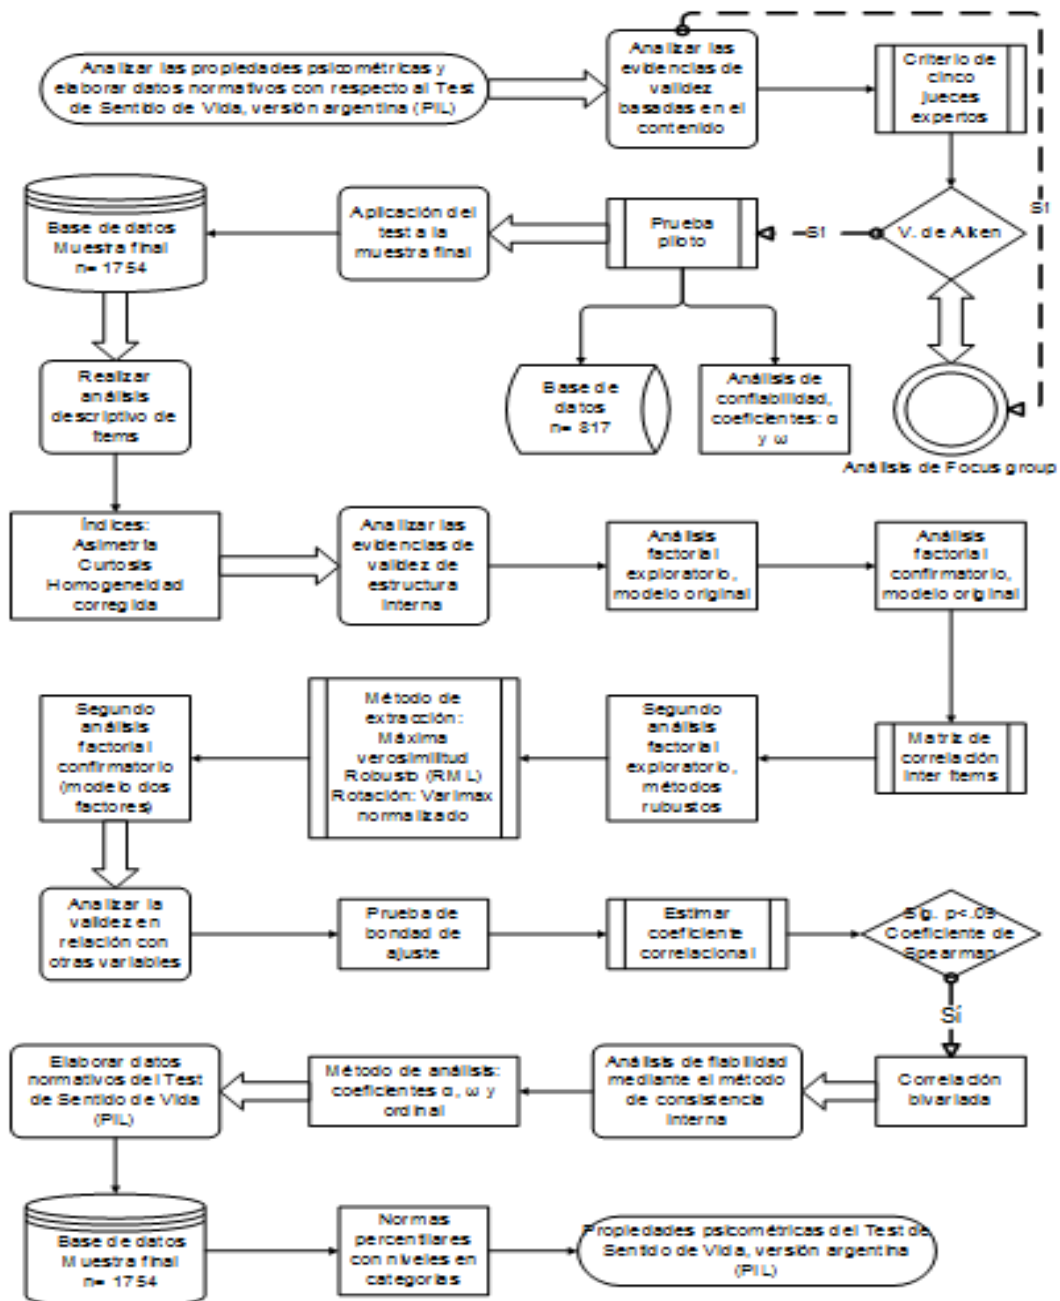 Analizar las propiedades psicométricas y
elaborar datos normativos con respecto al Test
de Sentido de Vida, versión argentina (PIL)
Analizar las
evidencias de
validez
basadas en el
contenido
Criterio de
cinco
jueces
expertos
Sí
Base de datos
Muestra final
n= 1754
Aplicación del
test a la
muestra final
Prueba
piloto
Sí
V. de Aiken
Realizar
análisis
descriptivo de
ítems
Base de
datos
n= 317
Análisis de
confiabilidad,
coeficientes: α
y ω
Análisis de Focus group
Índices:
Asimetría
Curtosis
Homogeneidad
corregida
Analizar las
evidencias de
validez de
estructura
interna
Análisis
factorial
exploratorio,
modelo original
Análisis
factorial
confirmatorio,
modelo original
Segundo
análisis
factorial
confirmatorio
(modelo dos
factores)
Método de
extracción:
Máxima
verosimilitud
Robusto (RML)
Rotación: Varimax
normalizado
Segundo
análisis
factorial
exploratorio,
métodos
rubustos
Matriz de
correlación
inter ítems
Analizar la
validez en
relación con
otras variables
Prueba de
bondad de
ajuste
Estimar
coeficiente
correlacional
Sig. p<.05
Coeficiente de
Spearman
Sí
Elaborar datos
normativos del Test
de Sentido de Vida
(PIL)
Método de análisis:
coeficientes α, ω y
ordinal
Análisis de fiabilidad
mediante el método
de consistencia
interna
Correlación
bivariada
Base de datos
Muestra final
n= 1754
Normas
percentilares
con niveles en
categorías
Propiedades psicométricas del Test de
Sentido de Vida, versión argentina
(PIL)